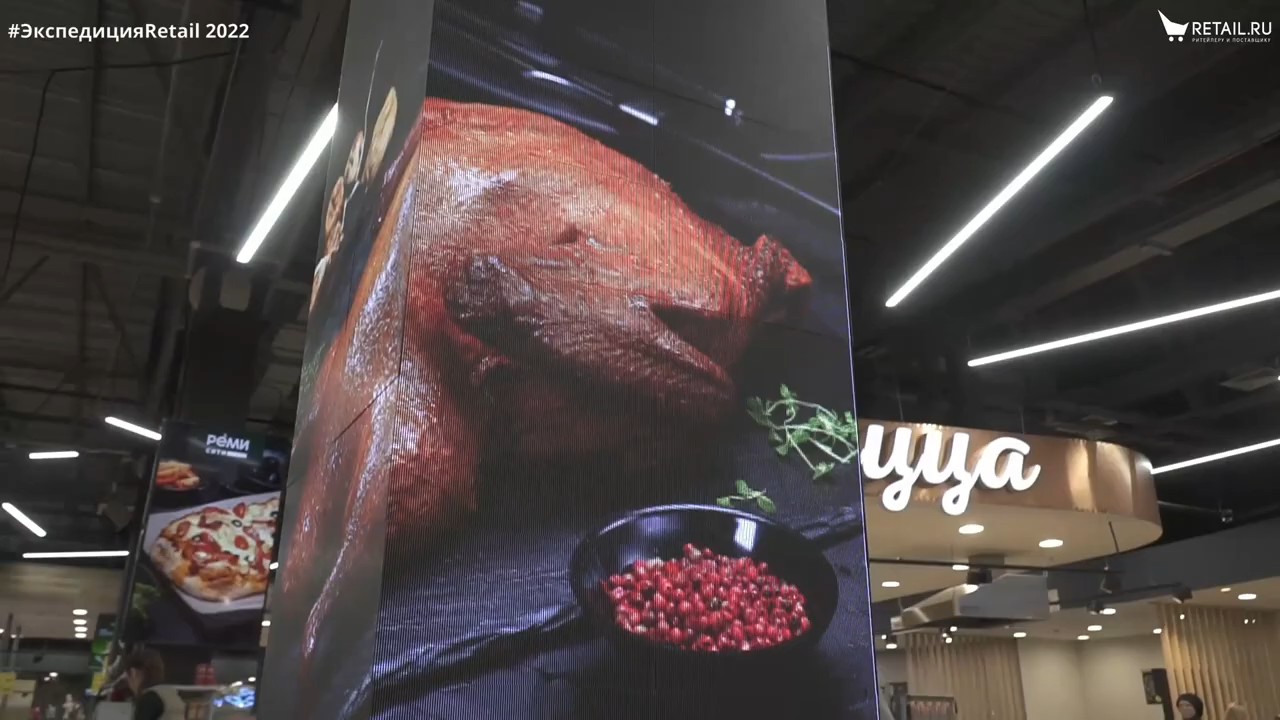 #ЭкспедицияRetail 2022
RETAIL.RU
РИТЕЙЛЕРУ И ПОСТАВЩИКУ
РЕМИ
СИТИ
цца